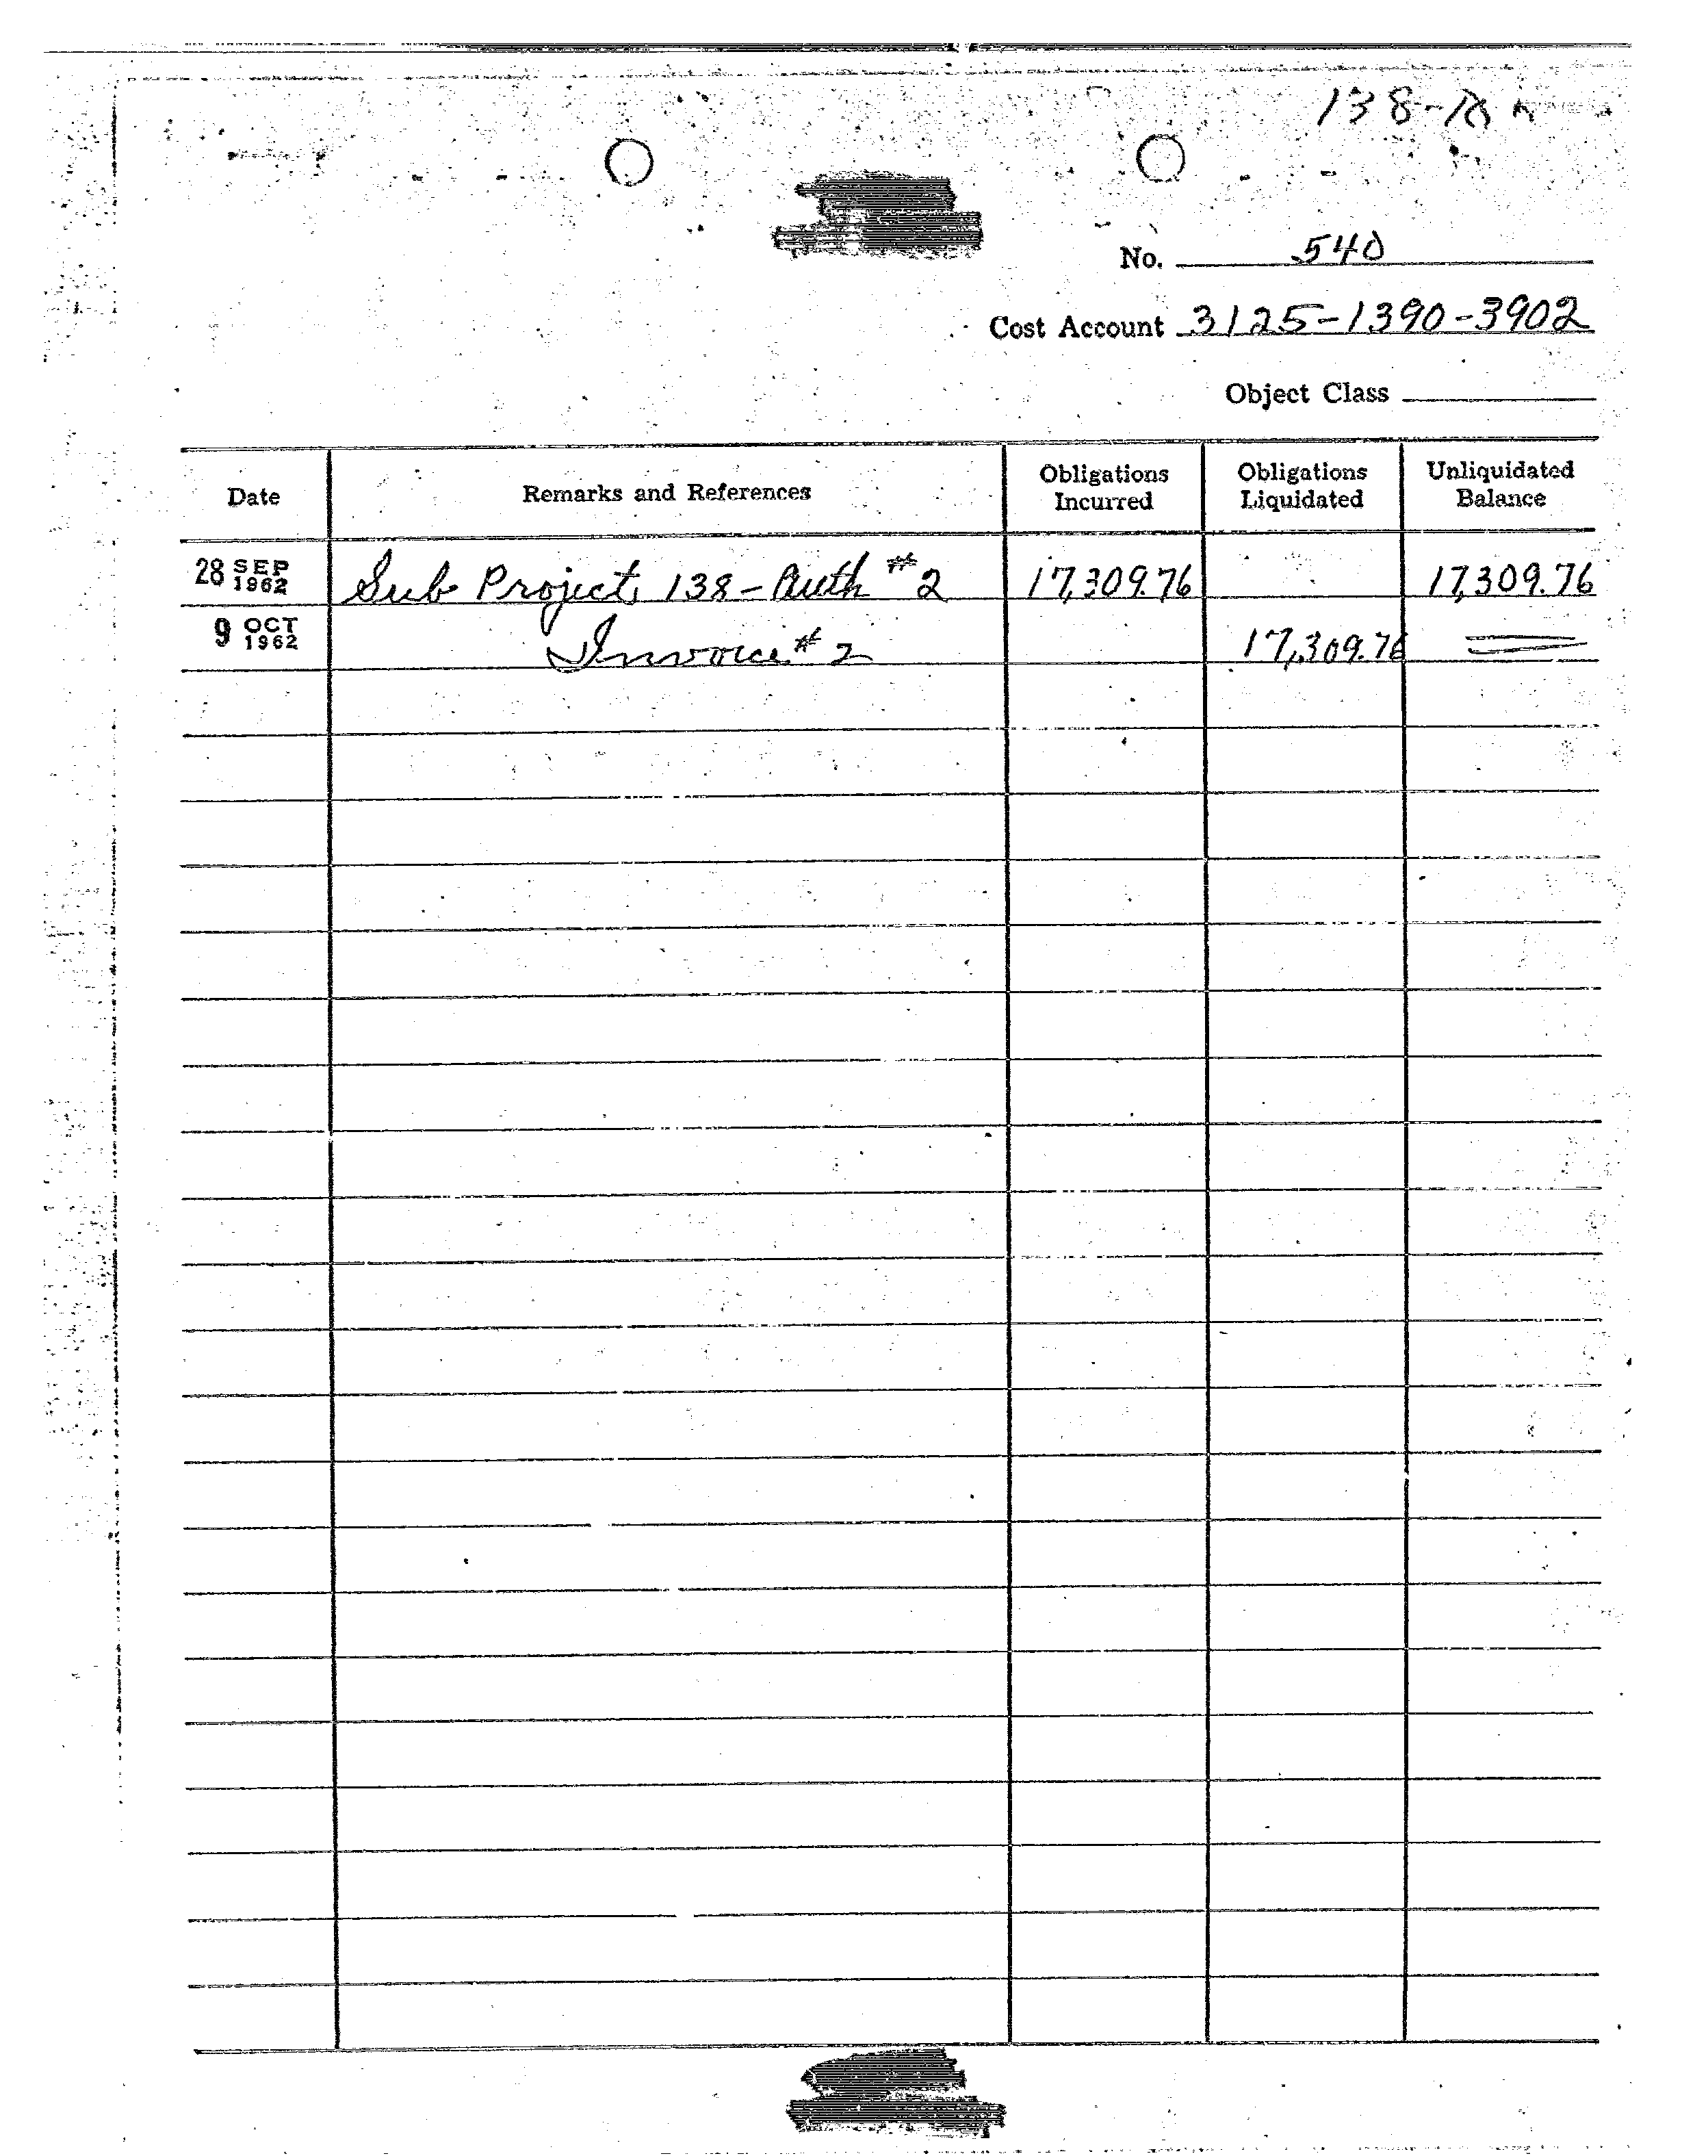 138-
No. 540
Cost Account 3125-1390-3902
Object Class
Date Remarks and References Obligations Incurred Obligations Liquidated Unliquidated Balance
28 SEP 1962 Sub Project 138 - Auth #2 17,309.76 17,309.76
9 OCT 1962 Invoice #2 17,309.76